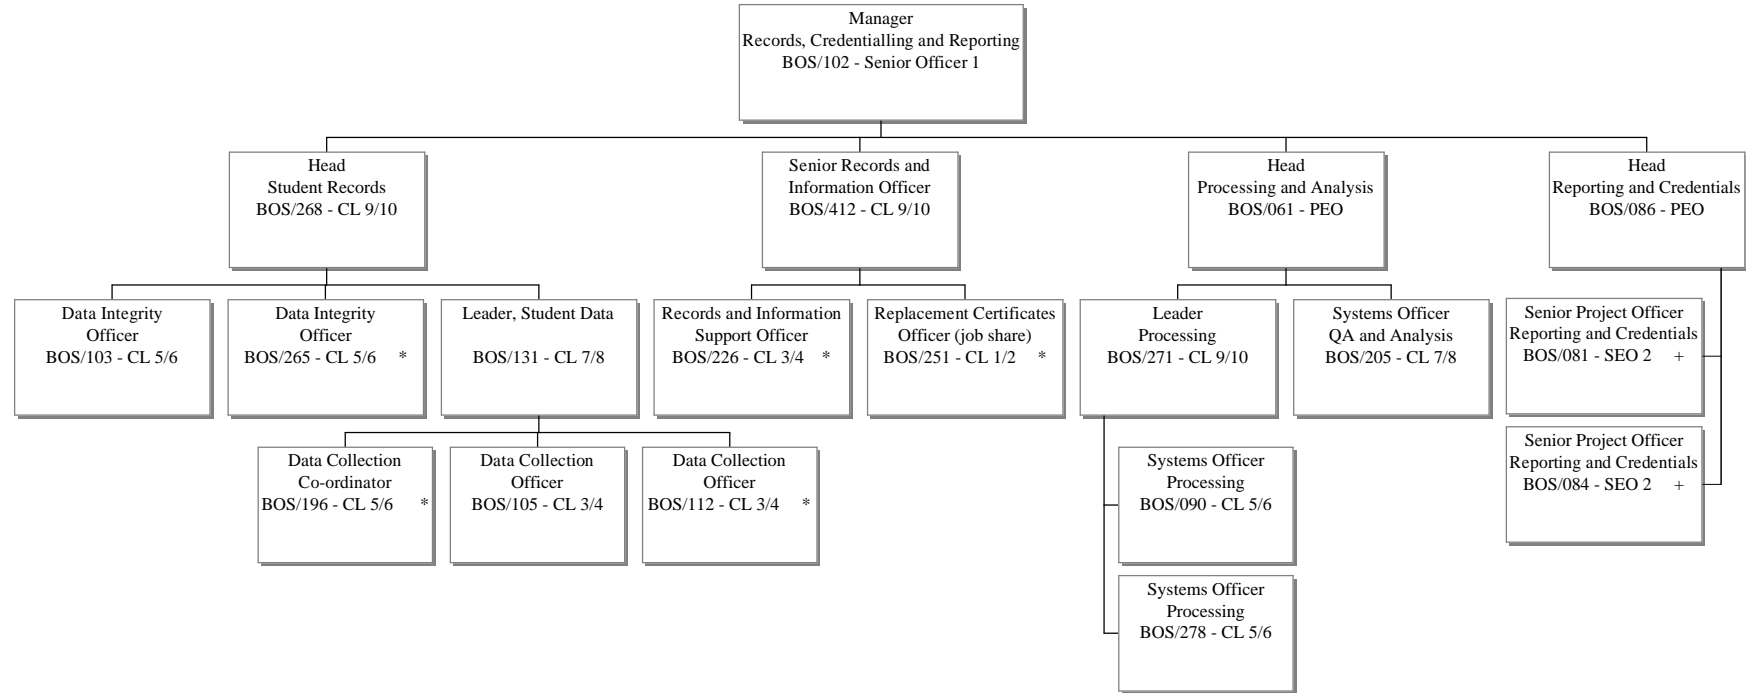 Manager
Records, Credentialling and Reporting
BOS/102 - Senior Officer 1
Head
Student Records
BOS/268 - CL 9/10
Senior Records and
Information Officer
BOS/412 - CL 9/10
Head
Processing and Analysis
BOS/061 - PEO
Head
Reporting and Credentials
BOS/086 - PEO
Data Integrity
Officer
BOS/103 - CL 5/6
Data Integrity
Officer
BOS/265 - CL 5/6 *
Leader, Student Data
BOS/131 - CL 7/8
Records and Information
Support Officer
BOS/226 - CL 3/4 *
Replacement Certificates
Officer (job share)
BOS/251 - CL 1/2 *
Leader
Processing
BOS/271 - CL 9/10
Systems Officer
QA and Analysis
BOS/205 - CL 7/8
Senior Project Officer
Reporting and Credentials
BOS/081 - SEO 2 +
Data Collection
Co-ordinator
BOS/196 - CL 5/6 *
Data Collection
Officer
BOS/105 - CL 3/4
Data Collection
Officer
BOS/112 - CL 3/4 *
Systems Officer
Processing
BOS/090 - CL 5/6
Senior Project Officer
Reporting and Credentials
BOS/084 - SEO 2 +
Systems Officer
Processing
BOS/278 - CL 5/6